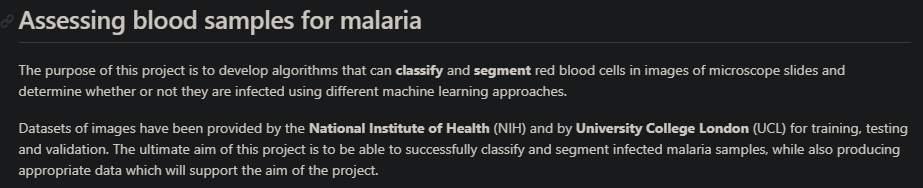 Assessing blood samples for malaria
The purpose of this project is to develop algorithms that can classify and segment red blood cells in images of microscope slides and
determine whether or not they are infected using different machine learning approaches.
Datasets of images have been provided by the National Institute of Health (NIH) and by University College London (UCL) for training, testing
and validation. The ultimate aim of this project is to be able to successfully classify and segment infected malaria samples, while also producing
appropriate data which will support the aim of the project.